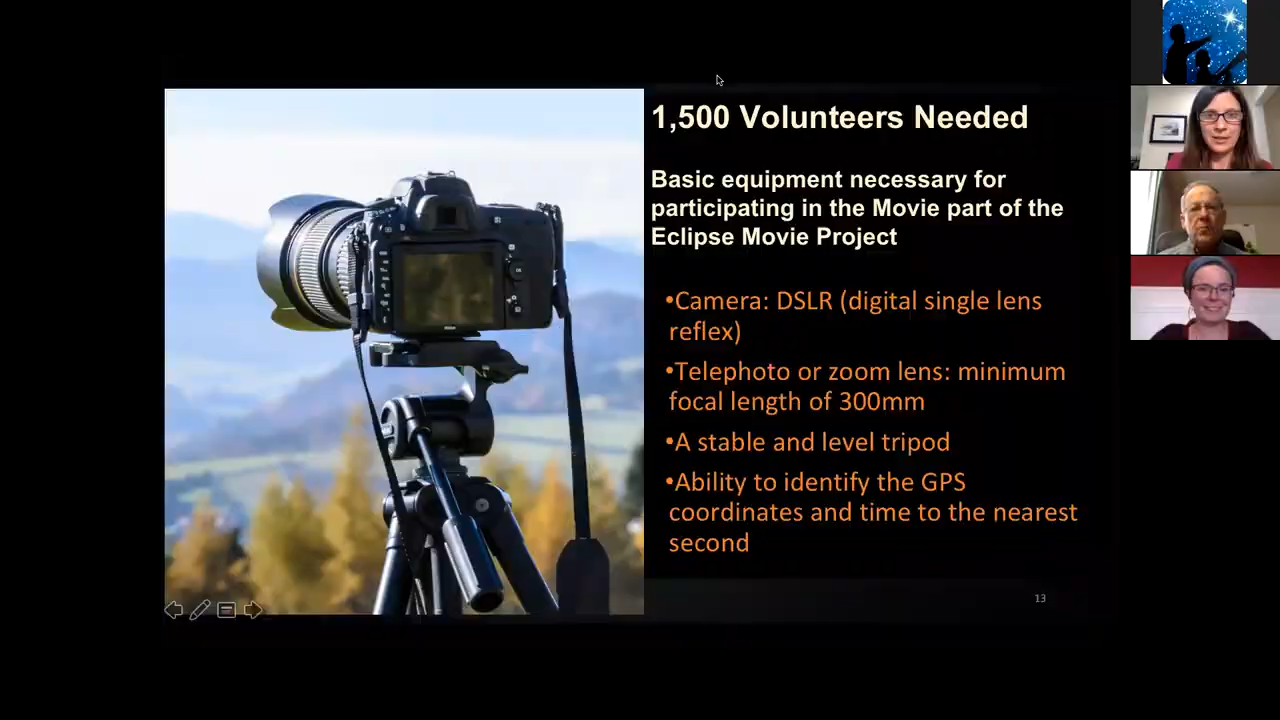 1,500 Volunteers Needed
Basic equipment necessary for
participating in the Movie part of the
Eclipse Movie Project
•Camera: DSLR (digital single lens
reflex)
•Telephoto or zoom lens: minimum
focal length of 300mm
•A stable and level tripod
•Ability to identify the GPS
coordinates and time to the nearest
second
13